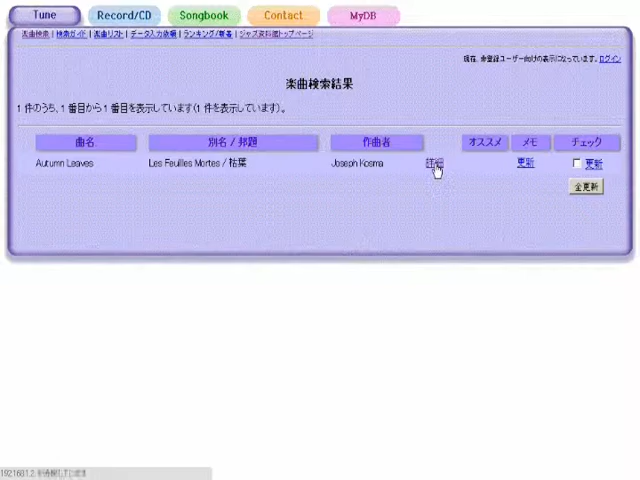 Tune Record/CD Songbook Contact MyDB
楽曲検索 | 検索ガイド | 楽曲リスト | データ入力依頼 | ランキング/新着 | ジャズ資料館トップページ
現在、未登録ユーザー向けの表示になっています。ログイン
楽曲検索結果
1 件のうち、1 番目から 1 番目を表示しています(1 件を表示しています)。
曲名 別名 / 邦題 作曲者 オススメ メモ チェック
Autumn Leaves Les Feuilles Mortes / 枯葉 Joseph Kosma 詳細 更新 更新
全更新